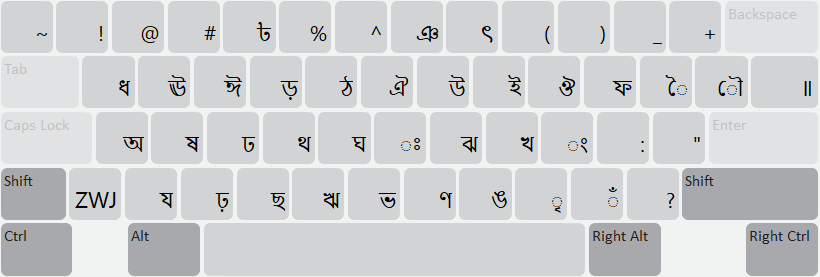 ~ ! @ # ৳ % ^ ঞ ৎ ( ) _ + Backspace
Tab ধ ঊ ঈ ড় ঠ ঐ উ ই ঔ ফ ৈ ৌ ॥
Caps Lock অ ষ ঢ থ ঘ ঃ ঝ খ ং : " Enter
Shift ZWJ য ঢ় ছ ঋ ভ ণ ঙ ৃ ঁ ? Shift
Ctrl Alt Right Alt Right Ctrl